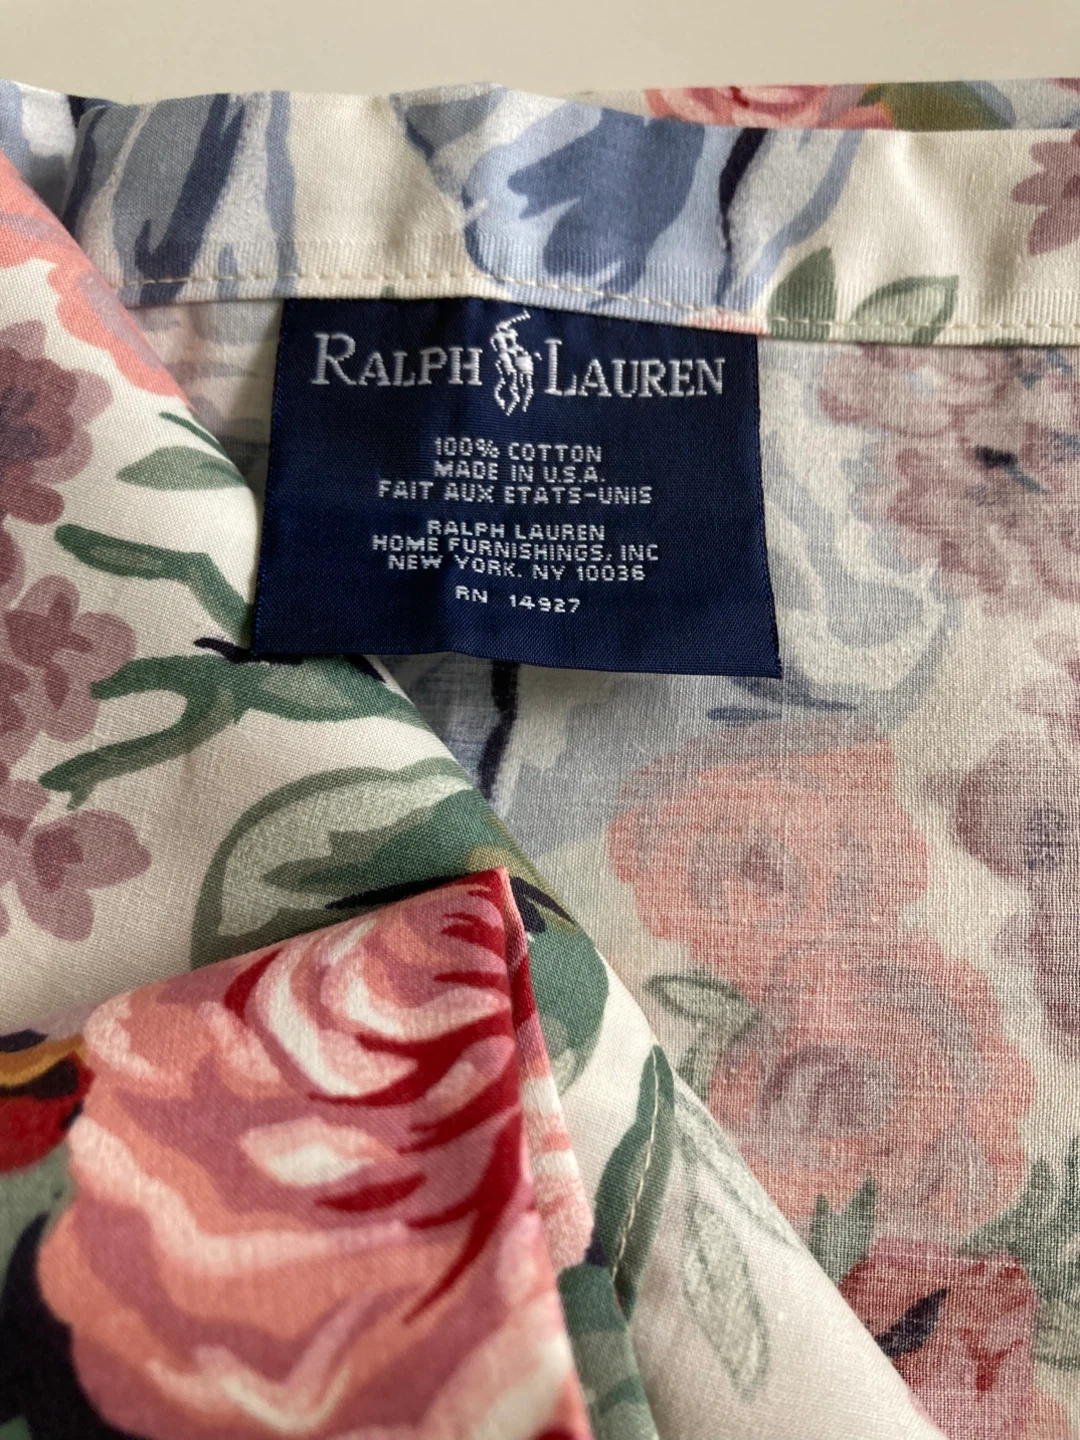 RALPH LAUREN
100% COTTON
MADE IN U.S.A.
FAIT AUX ETATS-UNIS
RALPH LAUREN
HOME FURNISHINGS, INC
NEW YORK, NY 10036
RN 14927